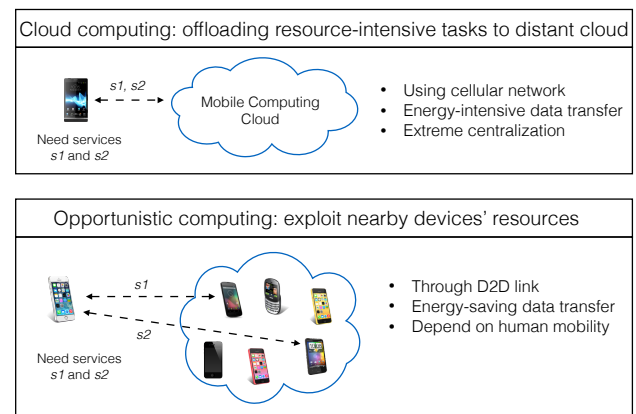 Cloud computing: offloading resource-intensive tasks to distant cloud
s1, s2
Mobile Computing
Cloud
Need services
s1 and s2
• Using cellular network
• Energy-intensive data transfer
• Extreme centralization
Opportunistic computing: exploit nearby devices' resources
s1
s2
Need services
s1 and s2
• Through D2D link
• Energy-saving data transfer
• Depend on human mobility